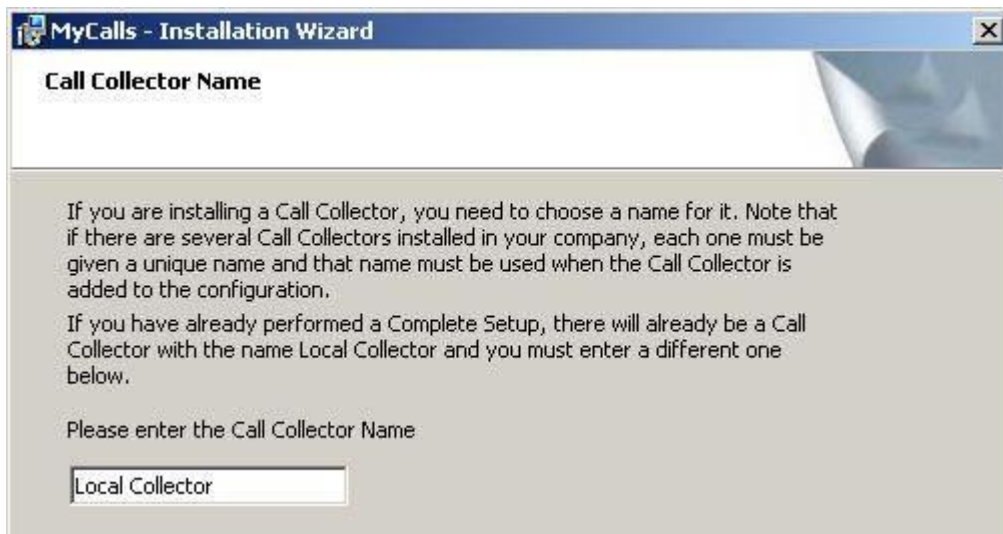 MyCalls - Installation Wizard
Call Collector Name
If you are installing a Call Collector, you need to choose a name for it. Note that
if there are several Call Collectors installed in your company, each one must be
given a unique name and that name must be used when the Call Collector is
added to the configuration.
If you have already performed a Complete Setup, there will already be a Call
Collector with the name Local Collector and you must enter a different one
below.
Please enter the Call Collector Name
Local Collector